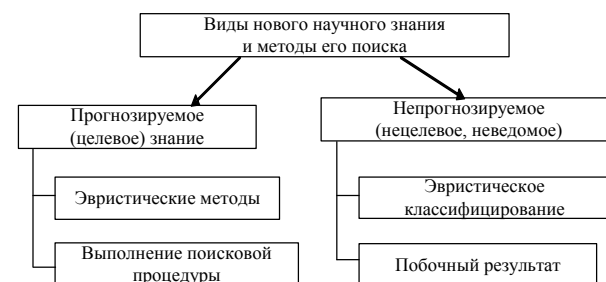 Виды нового научного знания
и методы его поиска
Прогнозируемое
(целевое) знание
Непрогнозируемое
(нецелевое, неведомое)
Эвристические методы
Эвристическое
классифицирование
Выполнение поисковой
процедуры
Побочный результат